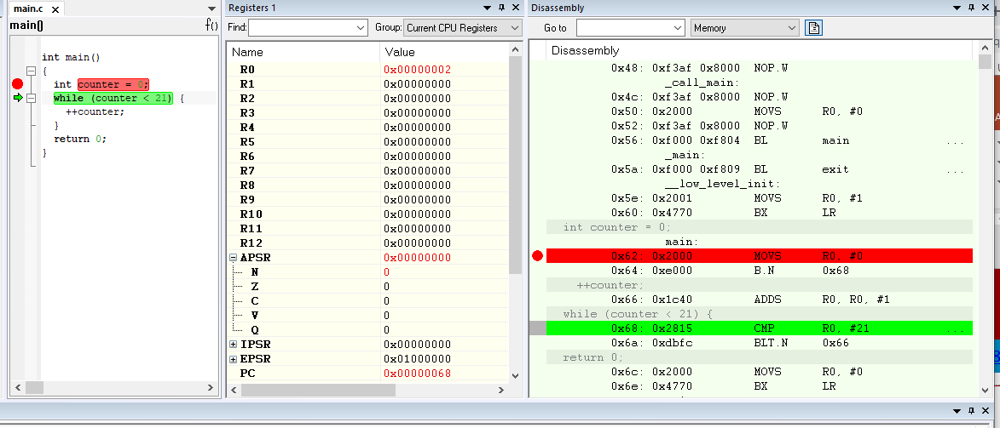 main.c
main()
f()
int main()
{
int counter = 0;
while (counter < 21) {
++counter;
}
return 0;
}
Registers 1
Find:
Group: Current CPU Registers
Name Value
R0 0x00000002
R1 0x00000000
R2 0x00000000
R3 0x00000000
R4 0x00000000
R5 0x00000000
R6 0x00000000
R7 0x00000000
R8 0x00000000
R9 0x00000000
R10 0x00000000
R11 0x00000000
R12 0x00000000
APSR 0x00000000
N 0
Z 0
C 0
V 0
Q 0
IPSR 0x00000000
EPSR 0x01000000
PC 0x00000068
Disassembly
Go to Memory
Disassembly
0x48: 0xf3af 0x8000 NOP.W
_call_main:
0x4c: 0xf3af 0x8000 NOP.W
0x50: 0x2000 MOVS R0, #0
0x52: 0xf3af 0x8000 NOP.W
0x56: 0xf000 0xf804 BL main ...
_main:
0x5a: 0xf000 0xf809 BL exit ...
__low_level_init:
0x5e: 0x2001 MOVS R0, #1
0x60: 0x4770 BX LR
int counter = 0;
main:
0x62: 0x2000 MOVS R0, #0
0x64: 0xe000 B.N 0x68
++counter;
0x66: 0x1c40 ADDS R0, R0, #1
while (counter < 21) {
0x68: 0x2815 CMP R0, #21 ...
0x6a: 0xdbfc BLT.N 0x66
return 0;
0x6c: 0x2000 MOVS R0, #0
0x6e: 0x4770 BX LR